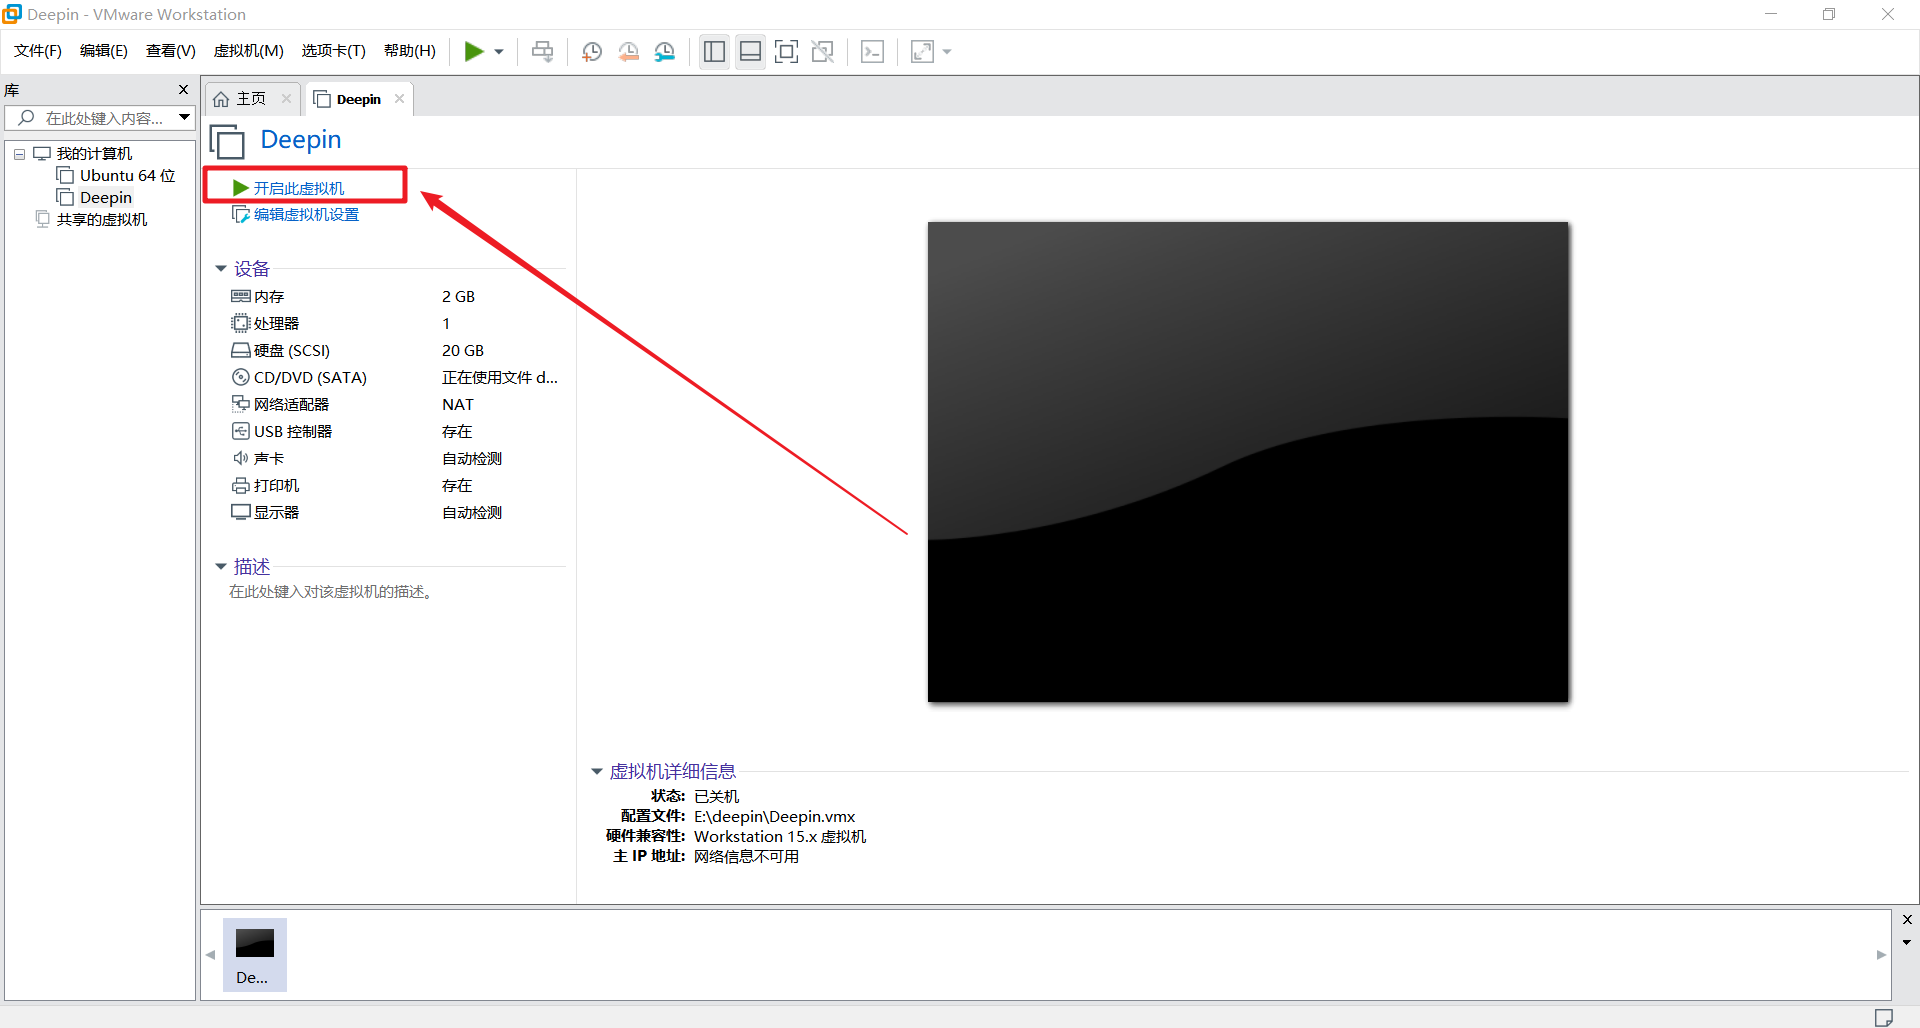 Deepin - VMware Workstation
文件(F) 编辑(E) 查看(V) 虚拟机(M) 选项卡(T) 帮助(H)
库
在此处键入内容...
我的计算机
Ubuntu 64 位
Deepin
共享的虚拟机
主页 Deepin
Deepin
开启此虚拟机
编辑虚拟机设置
设备
内存 2 GB
处理器 1
硬盘 (SCSI) 20 GB
CD/DVD (SATA) 正在使用文件 d...
网络适配器 NAT
USB 控制器 存在
声卡 自动检测
打印机 存在
显示器 自动检测
描述
在此处键入对该虚拟机的描述。
虚拟机详细信息
状态: 已关机
配置文件: E:\deepin\Deepin.vmx
硬件兼容性: Workstation 15.x 虚拟机
主 IP 地址: 网络信息不可用
De...